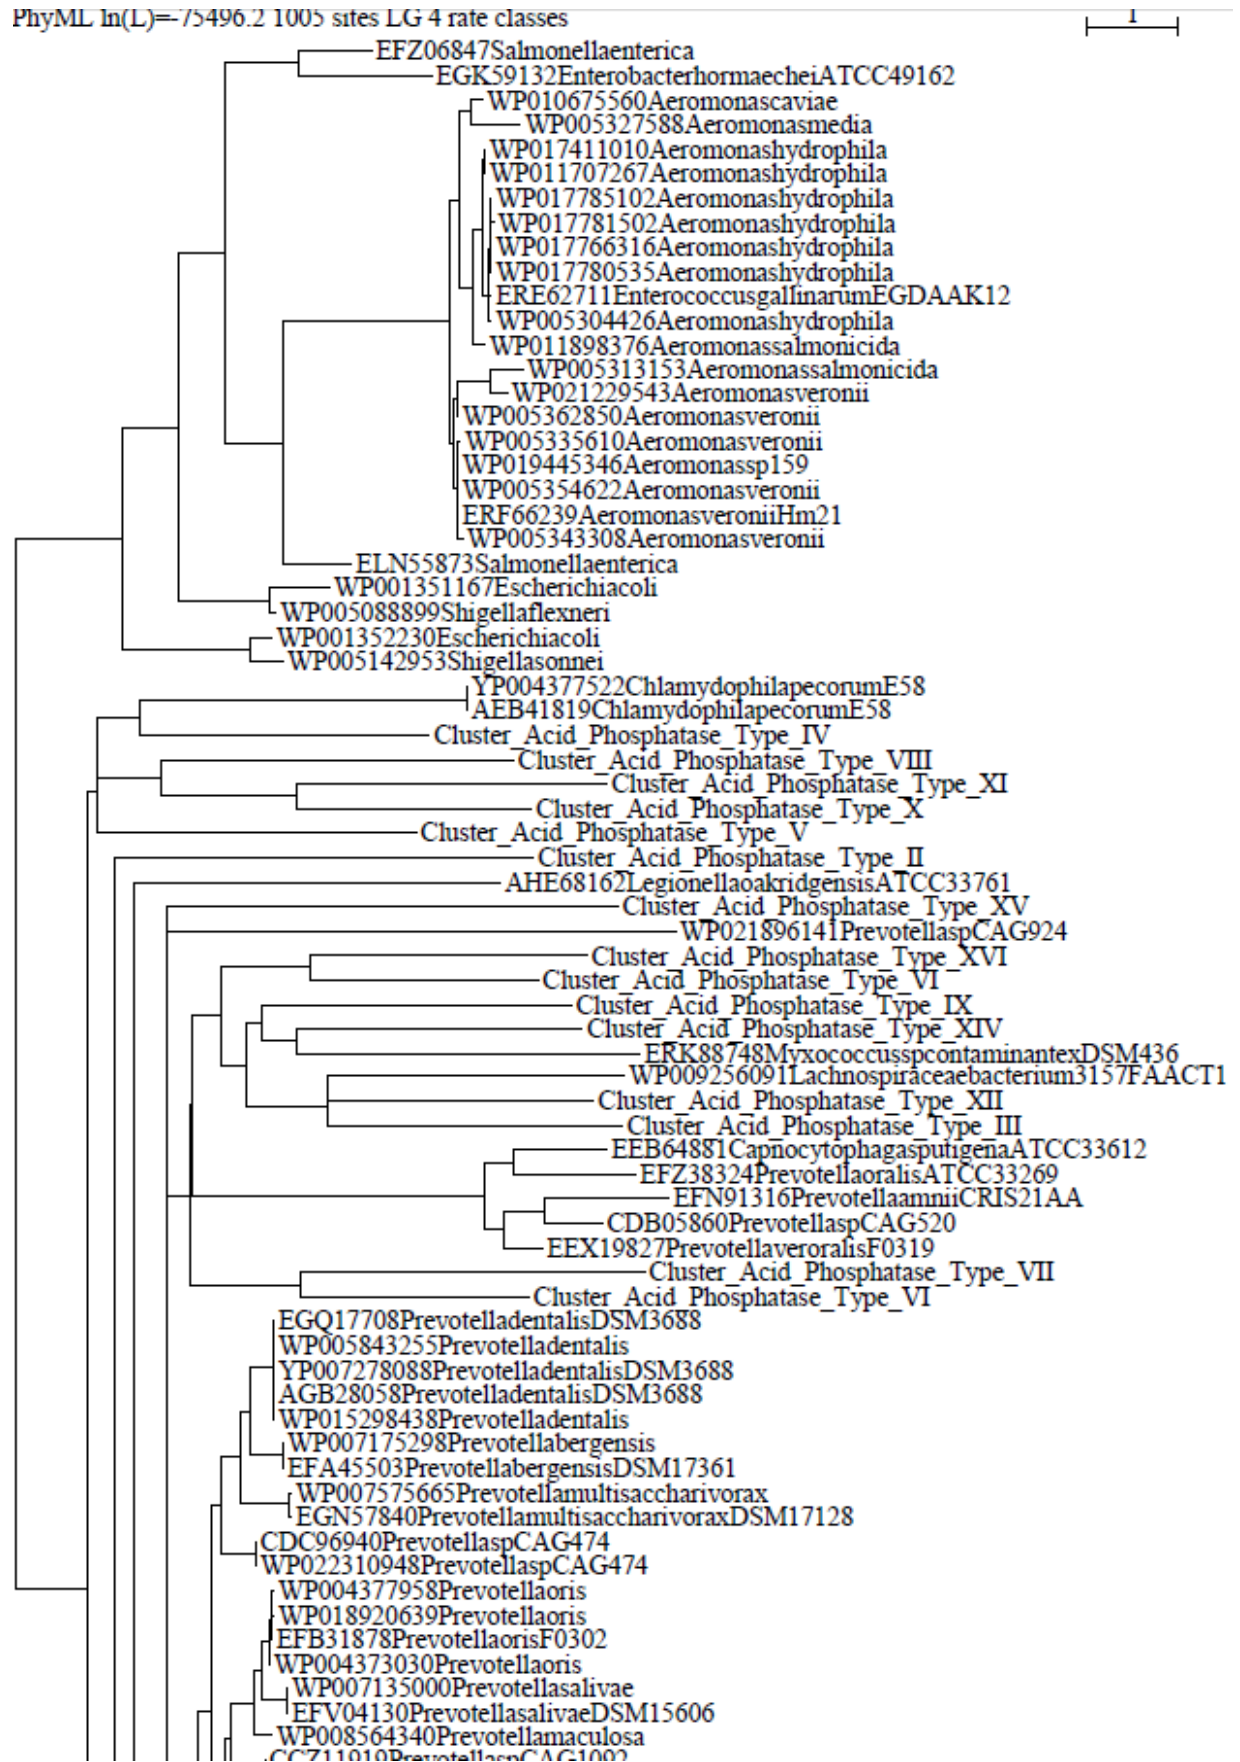 PhyML ln(L)=-75496.2 1005 sites LG 4 rate classes
1
EFZ06847Salmonellaenterica
EGK59132EnterobacterhormaecheiATCC49162
WP010675560Aeromonascaviae
WP005327588Aeromonasmedia
WP017411010Aeromonashydrophila
WP011707267Aeromonashydrophila
WP017785102Aeromonashydrophila
WP017781502Aeromonashydrophila
WP017766316Aeromonashydrophila
WP017780535Aeromonashydrophila
ERE62711EnterococcusgallinarumEGDAAK12
WP005304426Aeromonashydrophila
WP011898376Aeromonassalmonicida
WP005313153Aeromonassalmonicida
WP021229543Aeromonasveronii
WP005362850Aeromonasveronii
WP005335610Aeromonasveronii
WP019445346Aeromonassp159
WP005354622Aeromonasveronii
ERF66239AeromonasveroniiHm21
WP005343308Aeromonasveronii
ELN55873Salmonellaenterica
WP001351167Escherichiacoli
WP005088899Shigellaflexneri
WP001352230Escherichiacoli
WP005142953Shigellasonnei
YP004377522ChlamydophilapecorumE58
AEB41819ChlamydophilapecorumE58
Cluster_Acid_Phosphatase_Type_IV
Cluster_Acid_Phosphatase_Type_VIII
Cluster_Acid_Phosphatase_Type_XI
Cluster_Acid_Phosphatase_Type_X
Cluster_Acid_Phosphatase_Type_V
Cluster_Acid_Phosphatase_Type_II
AHE68162LegionellaoakridgensisATCC33761
Cluster_Acid_Phosphatase_Type_XV
WP021896141PrevotellaspCAG924
Cluster_Acid_Phosphatase_Type_XVI
Cluster_Acid_Phosphatase_Type_VI
Cluster_Acid_Phosphatase_Type_IX
Cluster_Acid_Phosphatase_Type_XIV
ERK88748MyxococcusspcontaminantexDSM436
WP009256091Lachnospiraceaebacterium3157FAACT1
Cluster_Acid_Phosphatase_Type_XII
Cluster_Acid_Phosphatase_Type_III
EEB64881CapnocytophagasputigenaATCC33612
EFZ38324PrevotellaoralisATCC33269
EFN91316PrevotellaamniiCRIS21AA
CDB05860PrevotellaspCAG520
EEX19827PrevotellaveroralisF0319
Cluster_Acid_Phosphatase_Type_VII
Cluster_Acid_Phosphatase_Type_VI
EGQ17708PrevotelladentalisDSM3688
WP005843255Prevotelladentalis
YP007278088PrevotelladentalisDSM3688
AGB28058PrevotelladentalisDSM3688
WP015298438Prevotelladentalis
WP007175298Prevotellabergensis
EFA45503PrevotellabergensisDSM17361
WP007575665Prevotellamultisaccharivorax
EGN57840PrevotellamultisaccharivoraxDSM17128
CDC96940PrevotellaspCAG474
WP022310948PrevotellaspCAG474
WP004377958Prevotellaoris
WP018920639Prevotellaoris
EFB31878PrevotellaorisF0302
WP004373030Prevotellaoris
WP007135000Prevotellasalivae
EFV04130PrevotellasalivaeDSM15606
WP008564340Prevotellamaculosa
CCZ11919PrevotellaspCAG1092